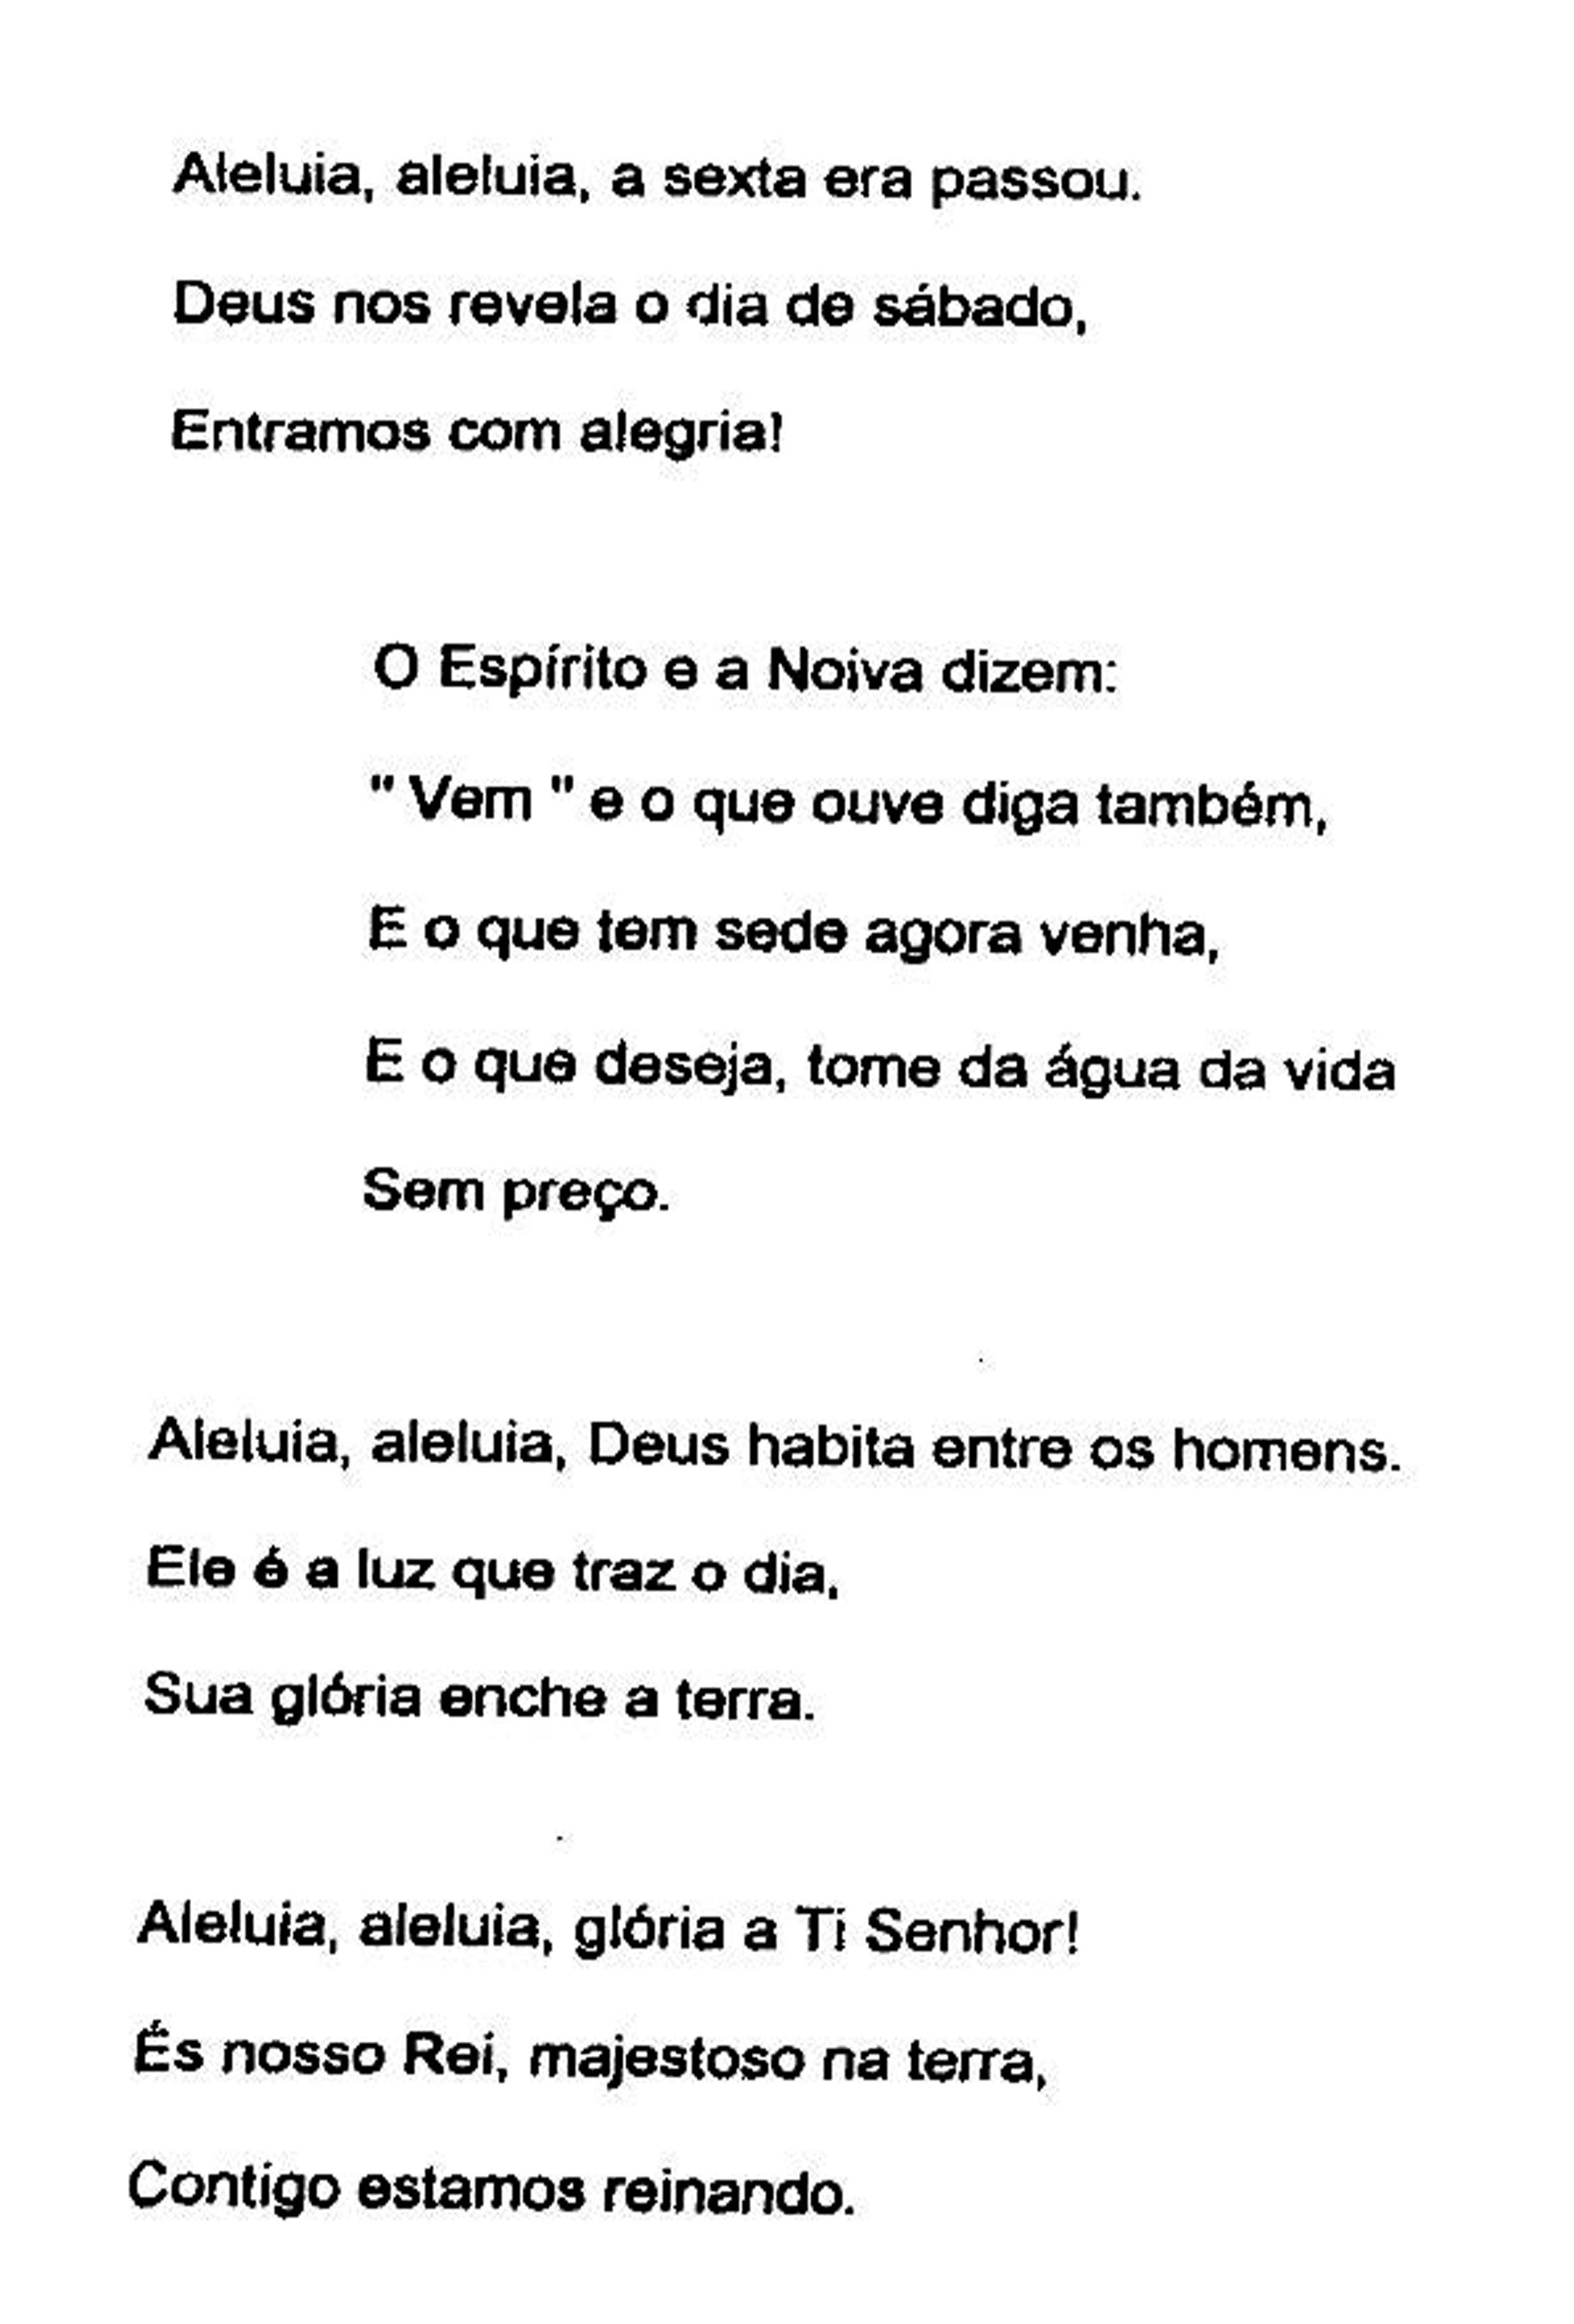 Aleluia, aleluia, a sexta era passou.
Deus nos revela o dia de sábado,
Entramos com alegria!
O Espírito e a Noiva dizem:
" Vem " e o que ouve diga também,
E o que tem sede agora venha,
E o que deseja, tome da água da vida
Sem preço.
Aleluia, aleluia, Deus habita entre os homens.
Ele é a luz que traz o dia,
Sua glória enche a terra.
Aleluia, aleluia, glória a Ti Senhor!
És nosso Rei, majestoso na terra,
Contigo estamos reinando.